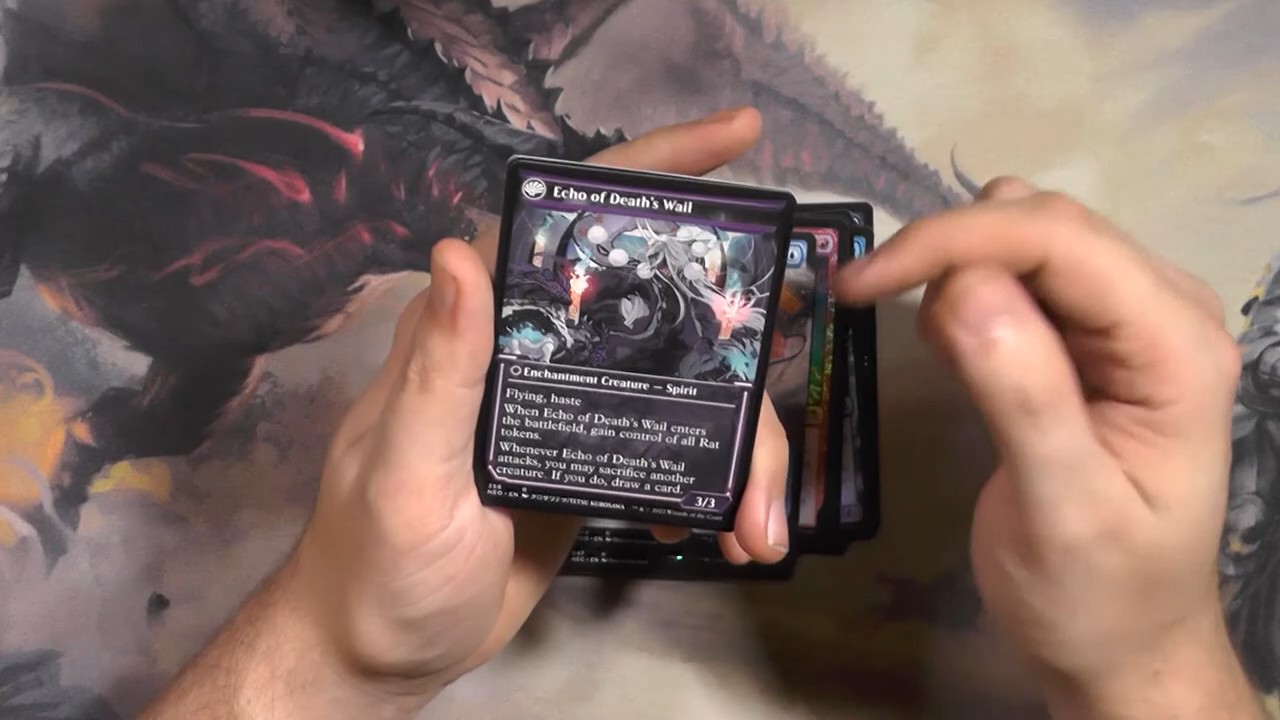 Echo of Death's Wail
Enchantment Creature — Spirit
Flying, haste
When Echo of Death's Wail enters
the battlefield, gain control of all Rat
tokens.
Whenever Echo of Death's Wail
attacks, you may sacrifice another
creature. If you do, draw a card.
3/3
NEO • EN